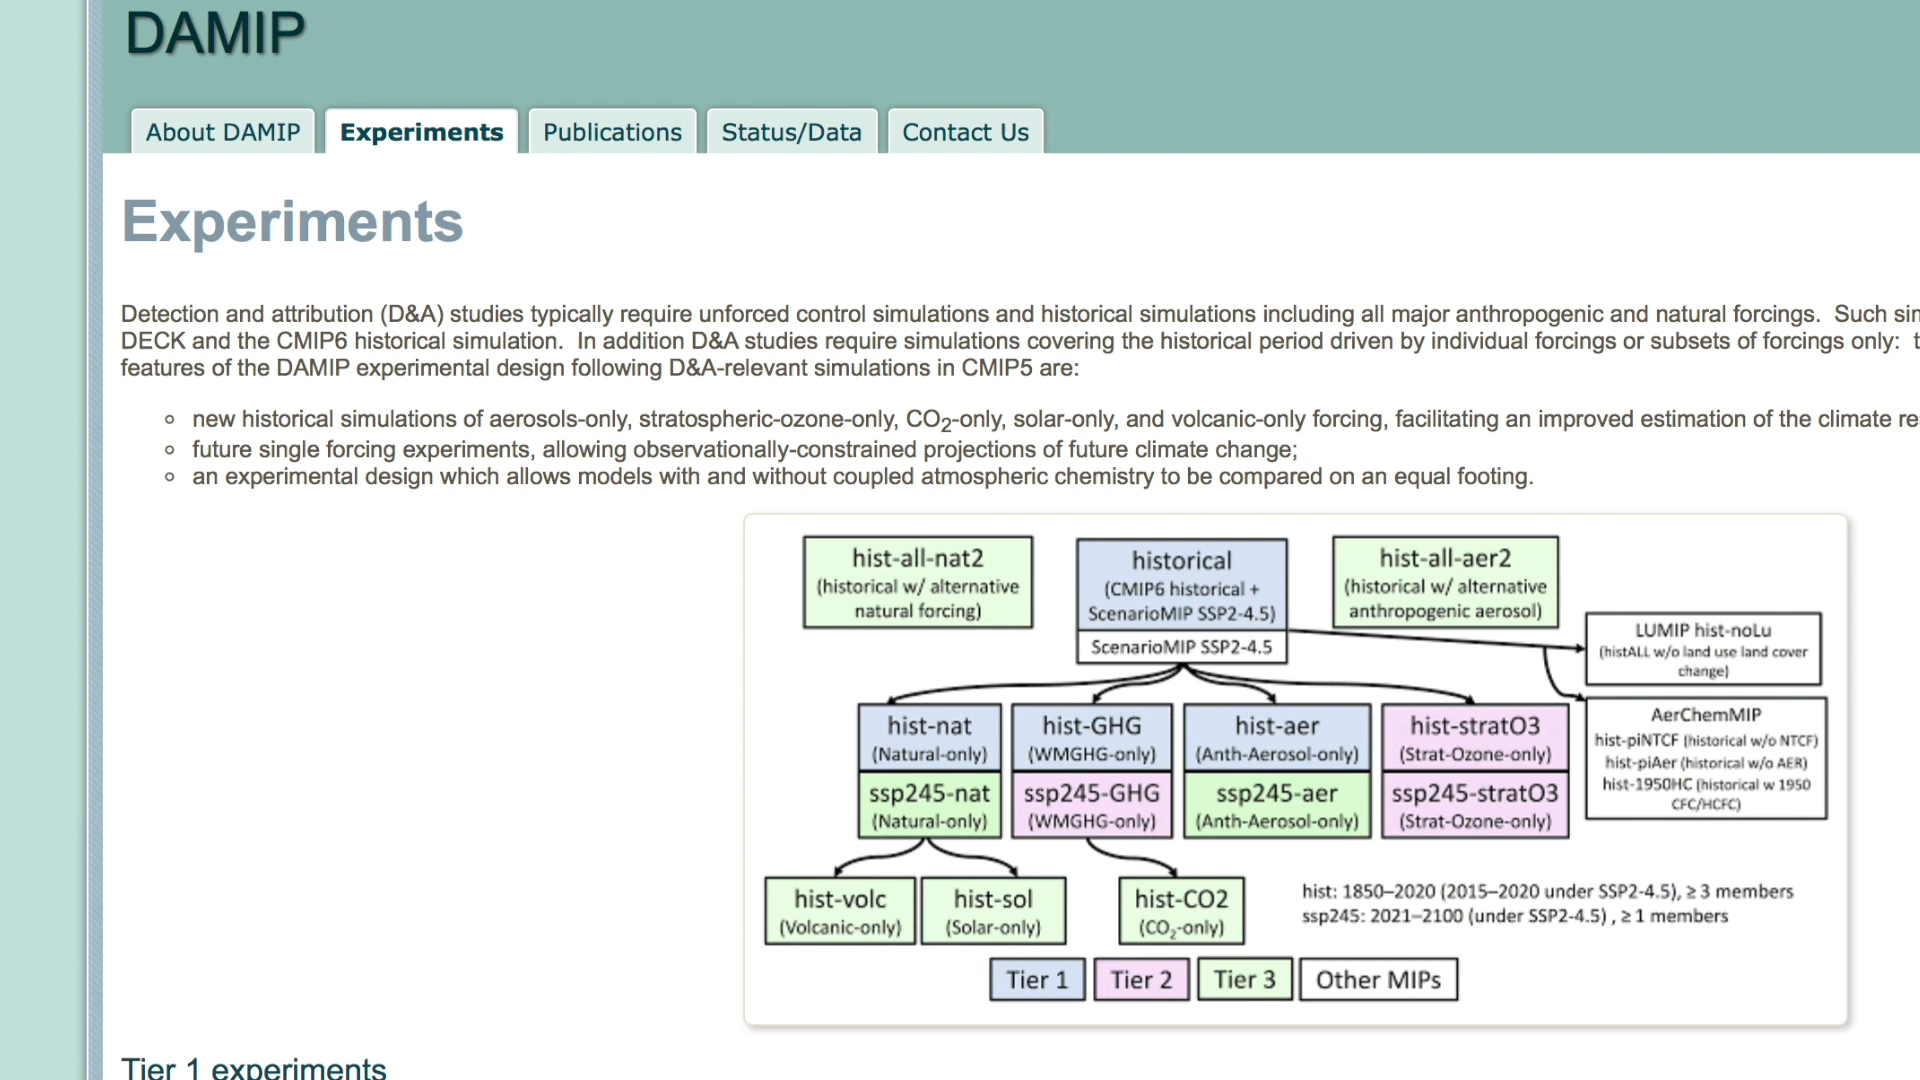 DAMIP
About DAMIP
Experiments
Publications
Status/Data
Contact Us
Experiments
Detection and attribution (D&A) studies typically require unforced control simulations and historical simulations including all major anthropogenic and natural forcings. Such
DECK and the CMIP6 historical simulation. In addition D&A studies require simulations covering the historical period driven by individual forcings or subsets of forcings only:
features of the DAMIP experimental design following D&A-relevant simulations in CMIP5 are:
new historical simulations of aerosols-only, stratospheric-ozone-only, CO2-only, solar-only, and volcanic-only forcing, facilitating an improved estimation of the climate
future single forcing experiments, allowing observationally-constrained projections of future climate change;
an experimental design which allows models with and without coupled atmospheric chemistry to be compared on an equal footing.
hist-all-nat2
(historical w/ alternative
natural forcing)
historical
(CMIP6 historical +
ScenarioMIP SSP2-4.5)
ScenarioMIP SSP2-4.5
hist-all-aer2
(historical w/ alternative
anthropogenic aerosol)
LUMIP hist-noLu
(histALL w/o land use land cover
change)
AerChemMIP
hist-piNTCF (historical w/o NTCF)
hist-piAer (historical w/o AER)
hist-1950HC (historical w 1950
CFC/HCFC)
hist-nat
(Natural-only)
hist-GHG
(WMGHG-only)
hist-aer
(Anth-Aerosol-only)
hist-stratO3
(Strat-Ozone-only)
ssp245-nat
(Natural-only)
ssp245-GHG
(WMGHG-only)
ssp245-aer
(Anth-Aerosol-only)
ssp245-stratO3
(Strat-Ozone-only)
hist-volc
(Volcanic-only)
hist-sol
(Solar-only)
hist-CO2
(CO2-only)
hist: 1850–2020 (2015–2020 under SSP2-4.5), ≥ 3 members
ssp245: 2021–2100 (under SSP2-4.5) , ≥ 1 members
Tier 1
Tier 2
Tier 3
Other MIPs
Tier 1 experiments